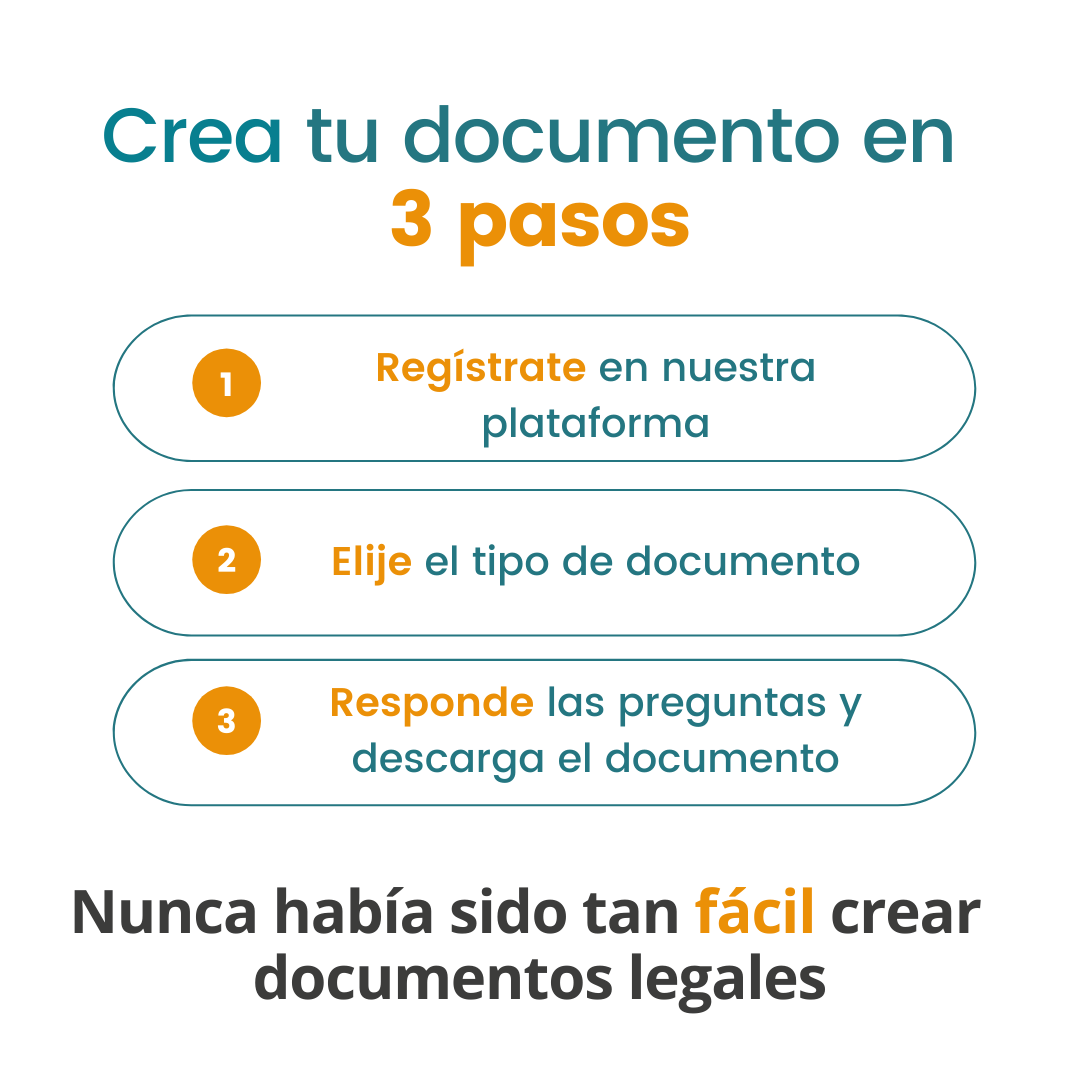 Crea tu documento en
3 pasos
1
Regístrate en nuestra
plataforma
2
Elije el tipo de documento
3
Responde las preguntas y
descarga el documento
Nunca había sido tan fácil crear
documentos legales